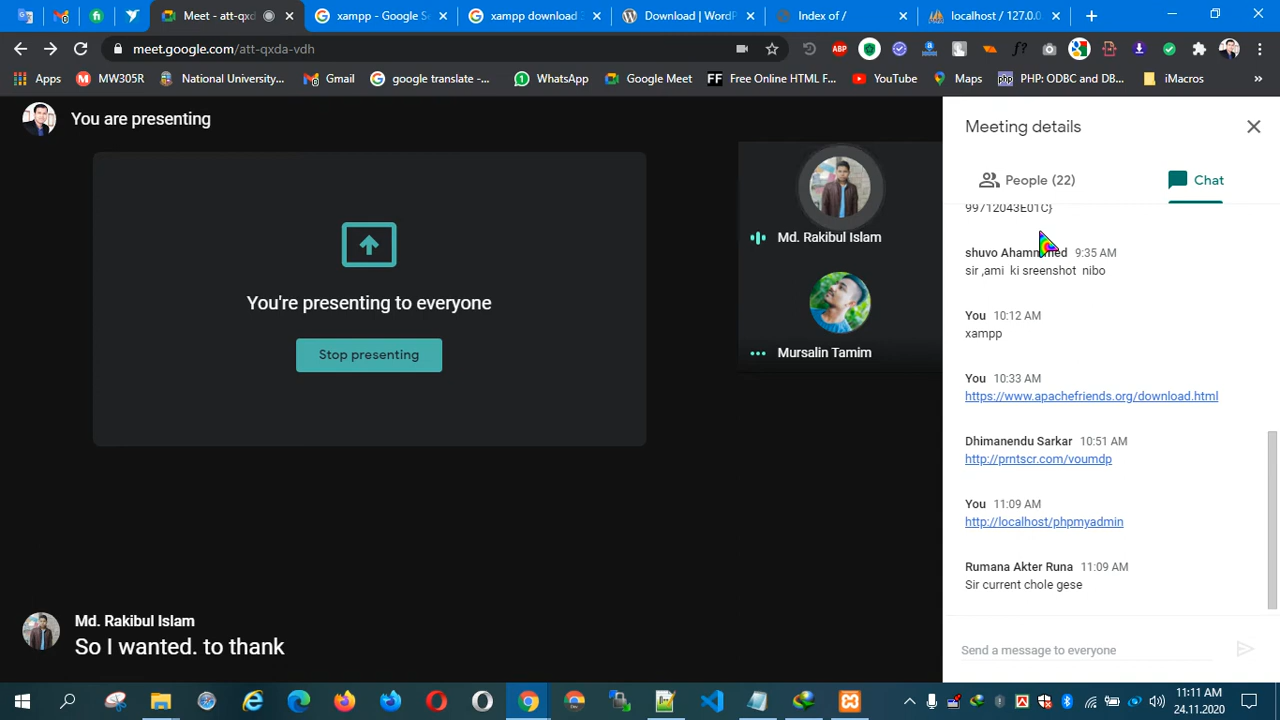 Meet - att-qxd
xampp - Google Se
xampp download 3
Download | WordP
Index of /
localhost / 127.0.0.
meet.google.com/att-qxda-vdh
Apps
MW305R
National University...
Gmail
google translate -...
WhatsApp
Google Meet
FF
Free Online HTML F...
YouTube
Maps
PHP: ODBC and DB...
iMacros
»
You are presenting
You're presenting to everyone
Stop presenting
Md. Rakibul Islam
Mursalin Tamim
Meeting details
People (22)
Chat
99712043E01C}
shuvo Ahammmed 9:35 AM
sir ,ami ki sreenshot nibo
You 10:12 AM
xampp
You 10:33 AM
https://www.apachefriends.org/download.html
Dhimanendu Sarkar 10:51 AM
http://prntscr.com/voumdp
You 11:09 AM
http://localhost/phpmyadmin
Rumana Akter Runa 11:09 AM
Sir current chole gese
Send a message to everyone
Md. Rakibul Islam
So I wanted. to thank
11:11 AM
24.11.2020